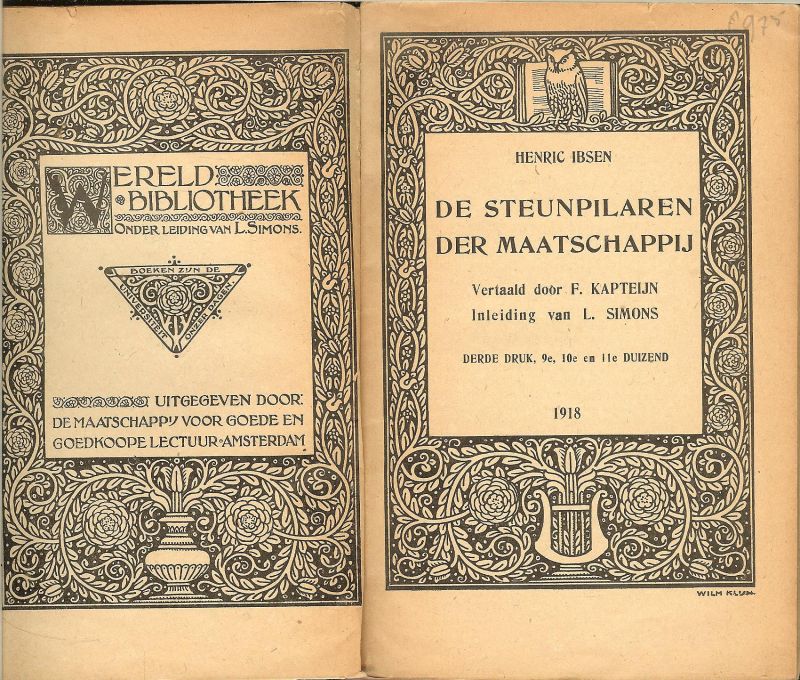 WERELD
BIBLIOTHEEK
ONDER LEIDING VAN L. SIMONS.
BOEKEN ZIJN DE
UNIVERSITEIT
ONZER DAGEN
UITGEGEVEN DOOR:
DE MAATSCHAPPIJ VOOR GOEDE EN
GOEDKOOPE LECTUUR-AMSTERDAM
HENRIC IBSEN
DE STEUNPILAREN
DER MAATSCHAPPIJ
Vertaald door F. KAPTEIJN
Inleiding van L. SIMONS
DERDE DRUK, 9e, 10e en 11e DUIZEND
1918
WILM KLIJN.